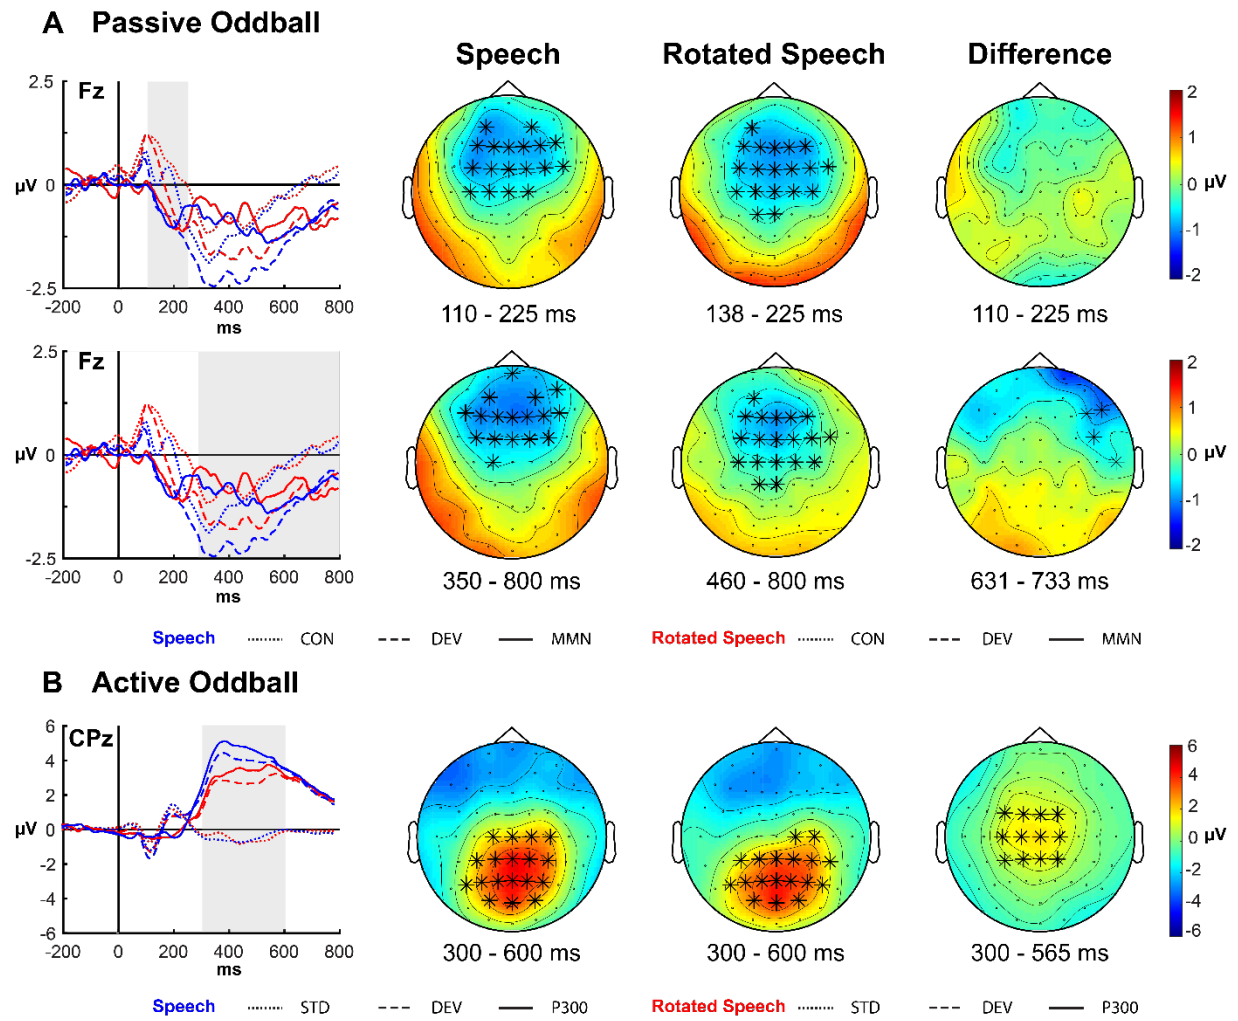 A Passive Oddball
Speech Rotated Speech Difference
2.5
Fz
μV 0
-2.5
-200 0 200 400 600 800
ms
110 - 225 ms
138 - 225 ms
110 - 225 ms
2
1
0 μV
-1
-2
2.5
Fz
μV 0
-2.5
-200 0 200 400 600 800
ms
350 - 800 ms
460 - 800 ms
631 - 733 ms
2
1
0 μV
-1
-2
Speech CON DEV MMN Rotated Speech CON DEV MMN
B Active Oddball
6
CPz
4
2
μV 0
-2
-4
-6
-200 0 200 400 600 800
ms
300 - 600 ms
300 - 600 ms
300 - 565 ms
6
4
2
0 μV
-2
-4
-6
Speech STD DEV P300 Rotated Speech STD DEV P300